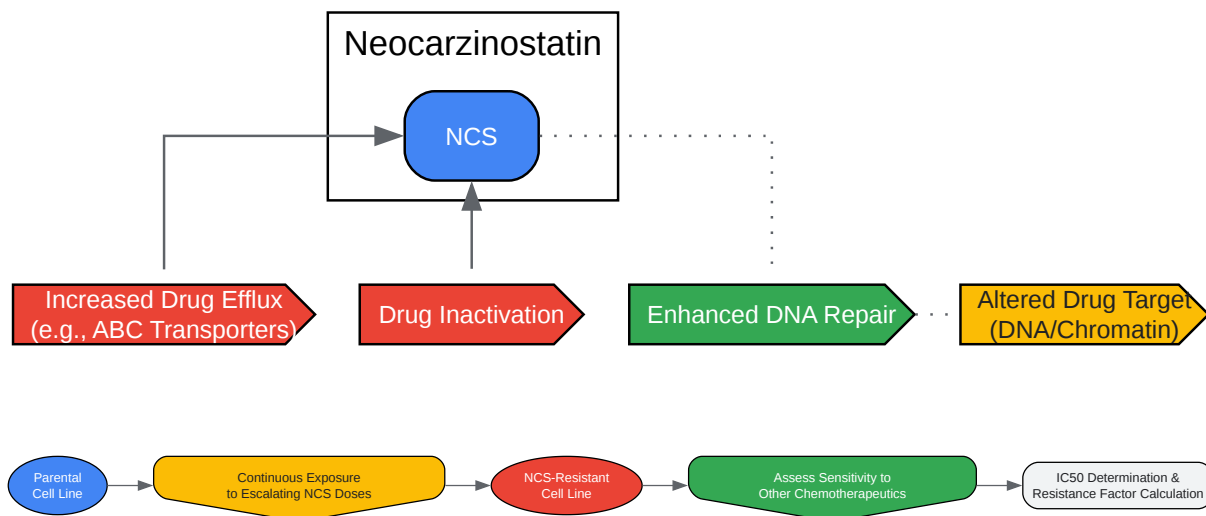 Neocarzinostatin
NCS
Increased Drug Efflux
(e.g., ABC Transporters)
Drug Inactivation
Enhanced DNA Repair
Altered Drug Target
(DNA/Chromatin)
Parental
Cell Line
Continuous Exposure
to Escalating NCS Doses
NCS-Resistant
Cell Line
Assess Sensitivity to
Other Chemotherapeutics
IC50 Determination &
Resistance Factor Calculation